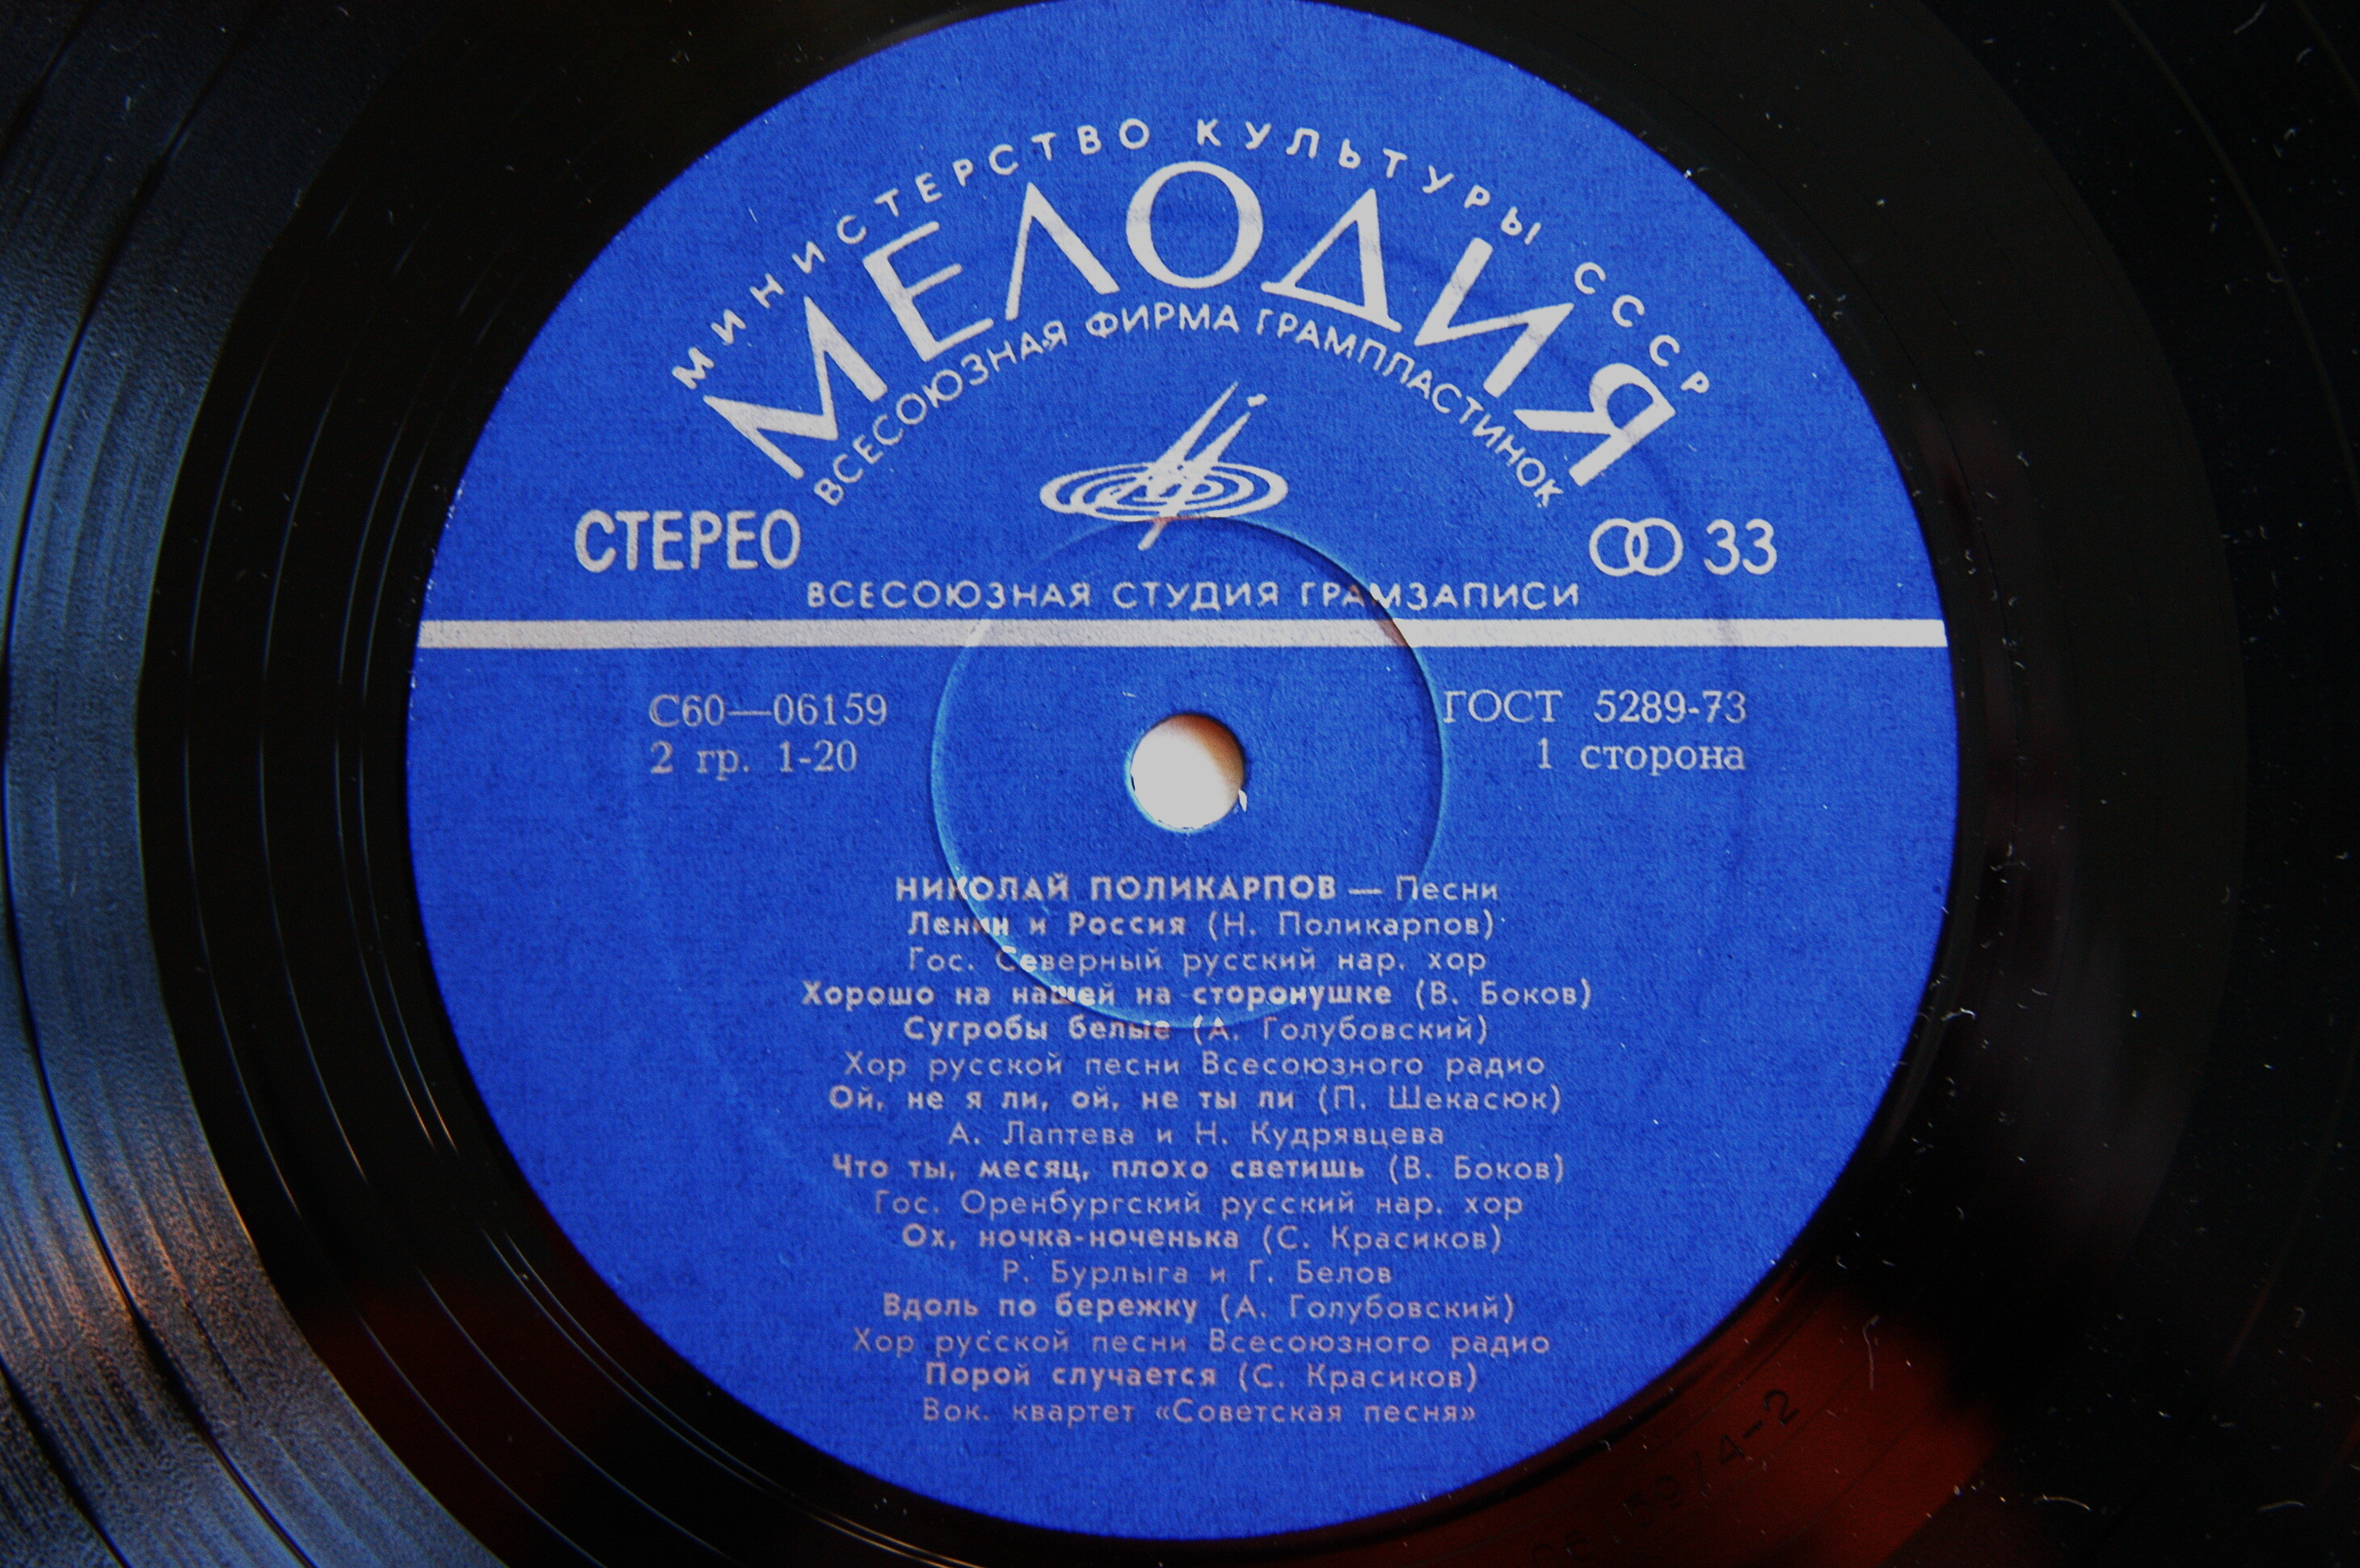 МИНИСТЕРСТВО КУЛЬТУРЫ СССР
МЕЛОДИЯ
ВСЕСОЮЗНАЯ ФИРМА ГРАМПЛАСТИНОК
СТЕРЕО
33
ВСЕСОЮЗНАЯ СТУДИЯ ГРАМЗАПИСИ
С60—06159
ГОСТ 5289-73
2 гр. 1-20
1 сторона
НИКОЛАЙ ПОЛИКАРПОВ — Песни
Ленин и Россия (Н. Поликарпов)
Гос. Северный русский нар. хор
Хорошо на нашей на сторонушке (В. Боков)
Сугробы белые (А. Голубовский)
Хор русской песни Всесоюзного радио
Ой, не я ли, ой, не ты ли (П. Шекасюк)
А. Лаптева и Н. Кудрявцева
Что ты, месяц, плохо светишь (В. Боков)
Гос. Оренбургский русский нар. хор
Ох, ночка-ноченька (С. Красиков)
Р. Бурлыга и Г. Белов
Вдоль по бережку (А. Голубовский)
Хор русской песни Всесоюзного радио
Порой случается (С. Красиков)
Вок. квартет «Советская песня»